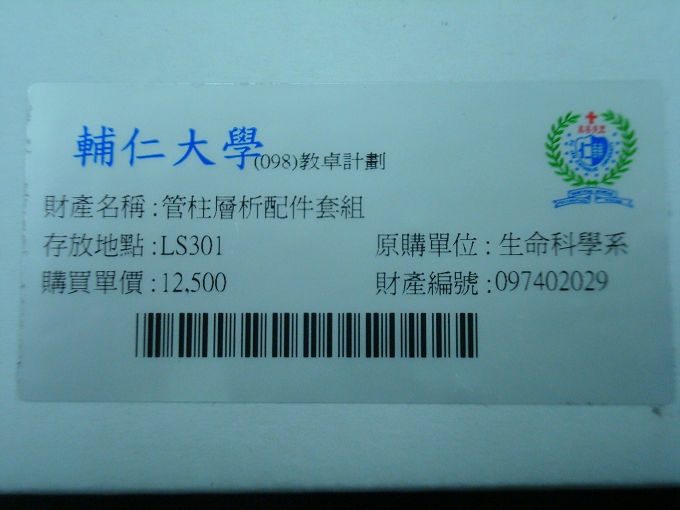 輔仁大學(098)教卓計劃
財產名稱:管柱層析配件套組
存放地點:LS301 原購單位:生命科學系
購買單價:12,500 財產編號:097402029